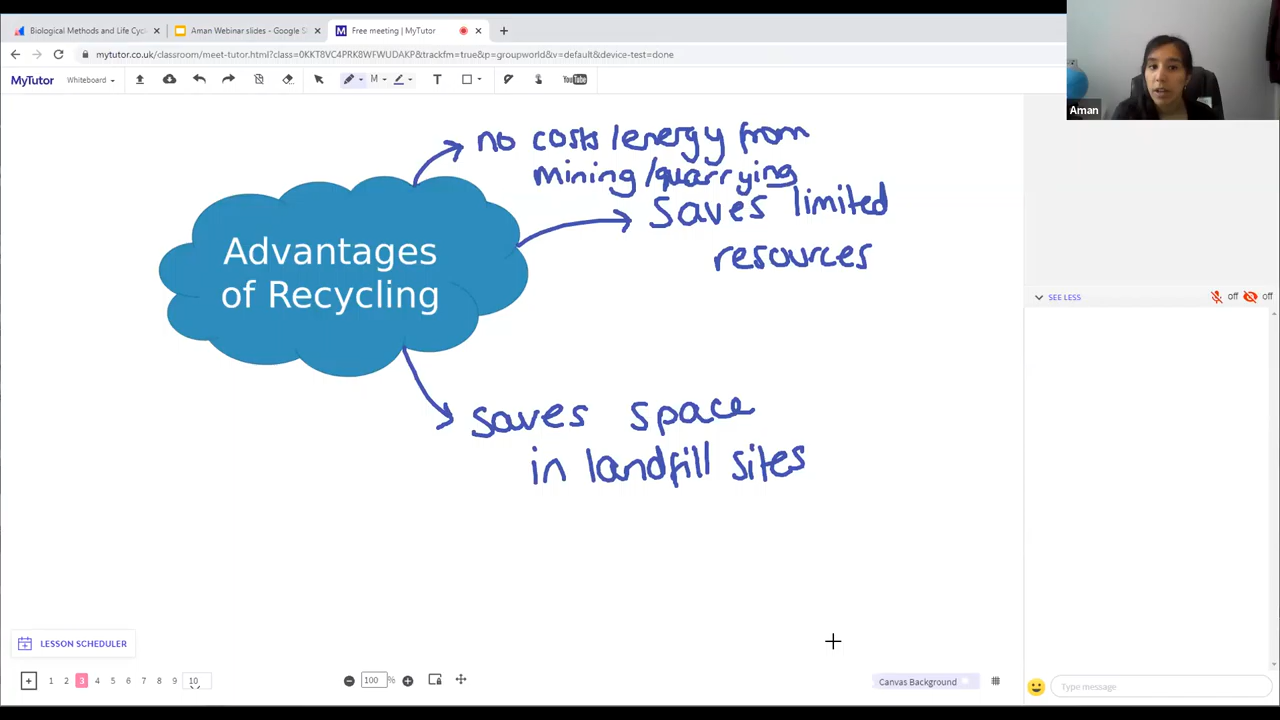 Biological Methods and Life Cyc
Aman Webinar slides - Google S
Free meeting | MyTutor
mytutor.co.uk/classroom/meet-tutor.html?class=0KKT8VC4PRK8WFWUDAKP&trackfm=true&p=groupworld&v=default&device-test=done
MyTutor
Whiteboard
M
T
YouTube
Aman
no costs/energy from
mining/quarrying
saves limited
resources
Advantages
of Recycling
saves space
in landfill sites
SEE LESS
off
off
LESSON SCHEDULER
1 2 3 4 5 6 7 8 9 10
100 %
Canvas Background
Type message